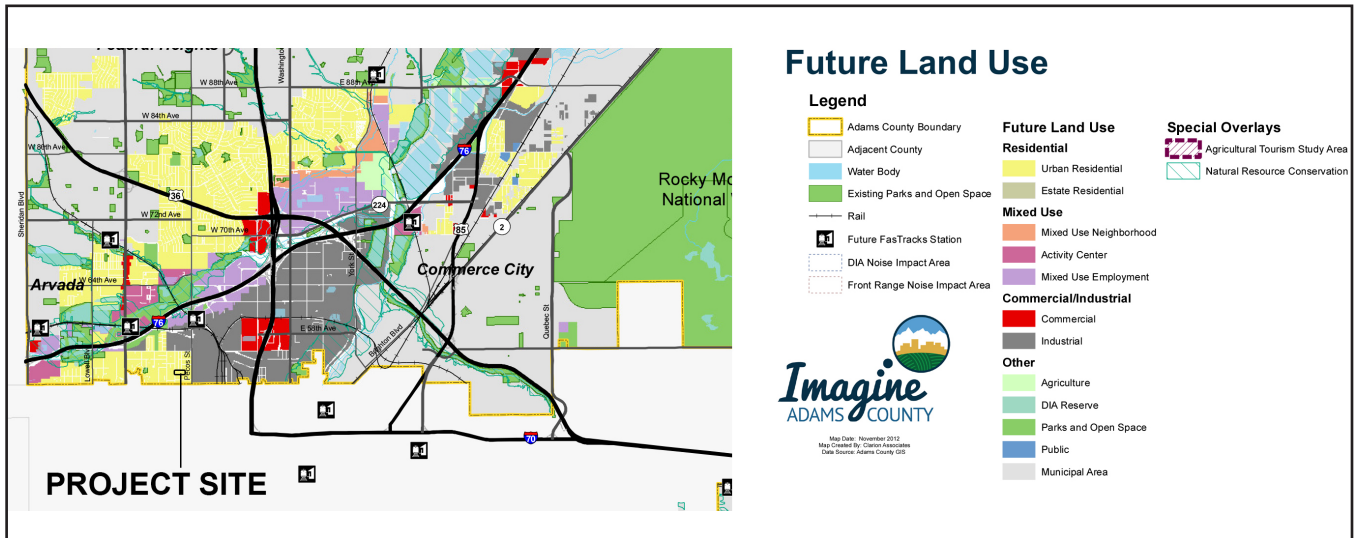 Federal Heights
Washington
W 88th Ave
E 88th Ave
W 84th Ave
W 80th Ave
76
36
Sheridan Blvd
Rocky Mo
National
W 72nd Ave
224
W 70th Ave
85
2
York St
Commerce City
Arvada
W 64th Ave
76
E 56th Ave
Quebec St
Brighton Blvd
Lowell Blvd
Pecos St
70
PROJECT SITE
Future Land Use
Legend
Adams County Boundary
Adjacent County
Water Body
Existing Parks and Open Space
Rail
Future FasTracks Station
DIA Noise Impact Area
Front Range Noise Impact Area
Future Land Use
Residential
Urban Residential
Estate Residential
Mixed Use
Mixed Use Neighborhood
Activity Center
Mixed Use Employment
Commercial/Industrial
Commercial
Industrial
Other
Agriculture
DIA Reserve
Parks and Open Space
Public
Municipal Area
Special Overlays
Agricultural Tourism Study Area
Natural Resource Conservation
Imagine
ADAMS COUNTY
Map Date: November 2012
Map Created By: Clarion Associates
Data Source: Adams County GIS